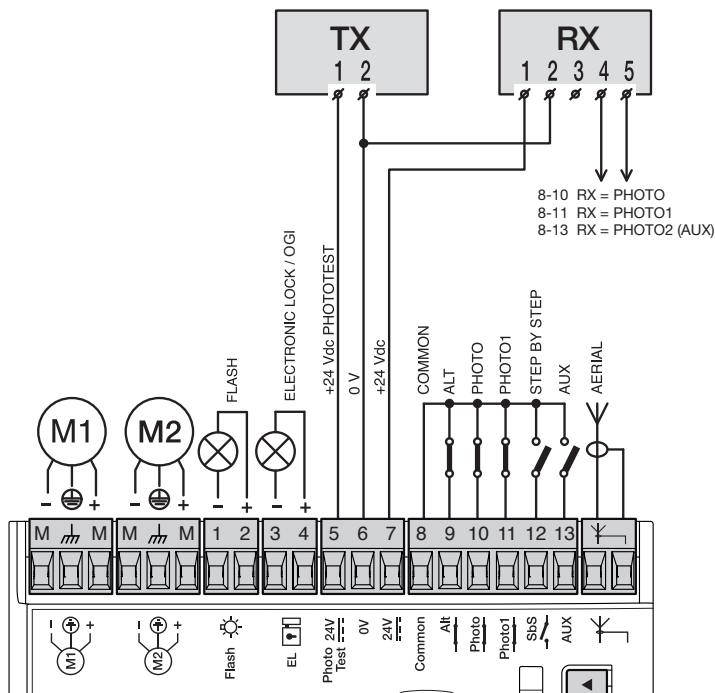 TX
1 2
RX
1 2 3 4 5
8-10 RX = PHOTO
8-11 RX = PHOTO1
8-13 RX = PHOTO2 (AUX)
FLASH
ELECTRONIC LOCK / OGI
+24 Vdc PHOTOTEST
0 V
+24 Vdc
COMMON
ALT
PHOTO
PHOTO1
STEP BY STEP
AUX
AERIAL
M1
M2
- +
- +
- +
- +
M M M M 1 2 3 4 5 6 7 8 9 10 11 12 13
- +
M1
- +
M2
Flash
EL
Photo 24V
Test
0V
24V
Common
Alt
Photo
Photo1
SbS
AUX